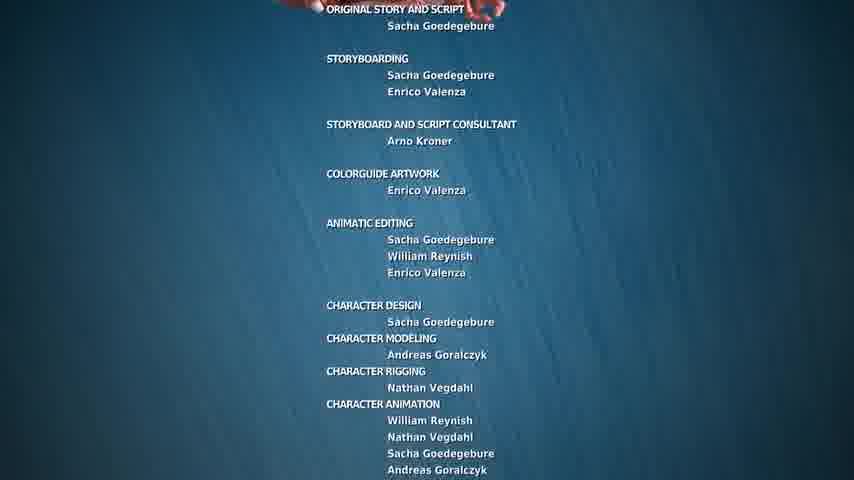 ORIGINAL STORY AND SCRIPT
Sacha Goedegebure
STORYBOARDING
Sacha Goedegebure
Enrico Valenza
STORYBOARD AND SCRIPT CONSULTANT
Arno Kroner
COLORGUIDE ARTWORK
Enrico Valenza
ANIMATIC EDITING
Sacha Goedegebure
William Reynish
Enrico Valenza
CHARACTER DESIGN
Sacha Goedegebure
CHARACTER MODELING
Andreas Goralczyk
CHARACTER RIGGING
Nathan Vegdahl
CHARACTER ANIMATION
William Reynish
Nathan Vegdahl
Sacha Goedegebure
Andreas Goralczyk